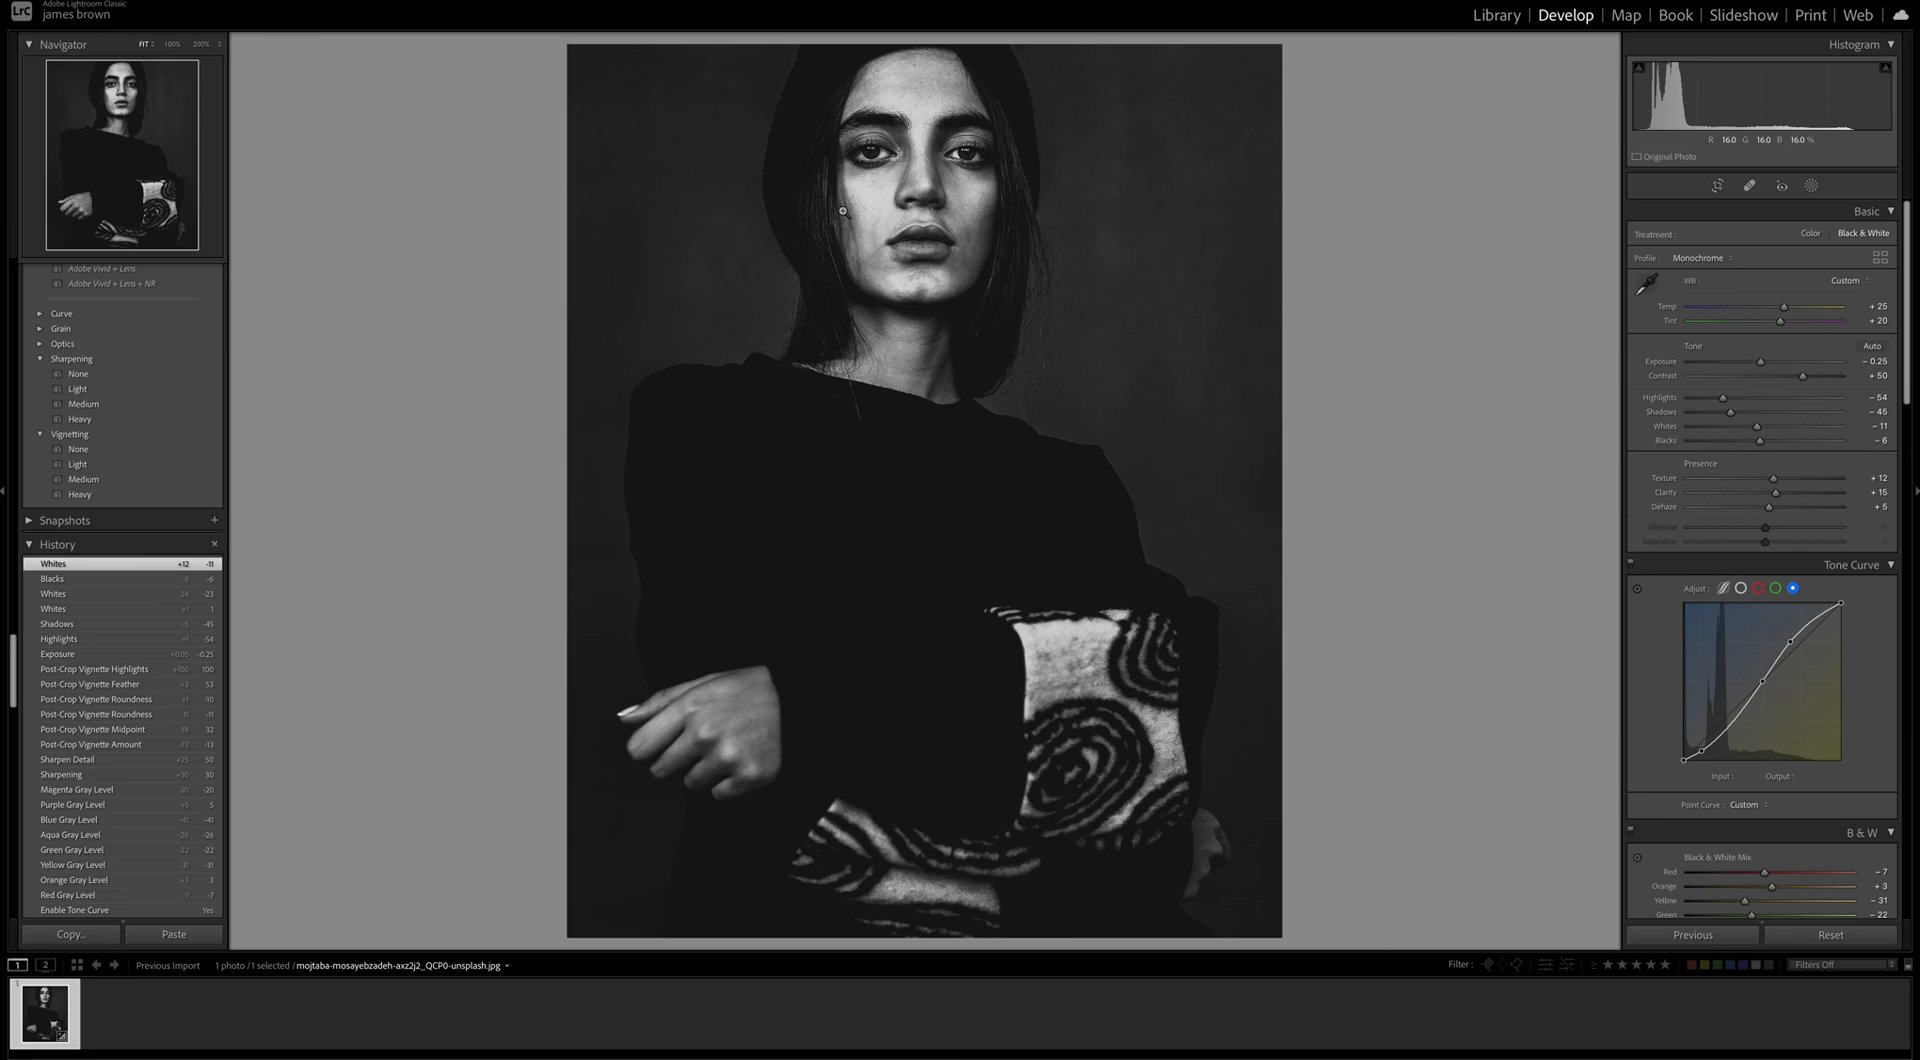 LrC
Adobe Lightroom Classic
james brown
Library | Develop | Map | Book | Slideshow | Print | Web
Navigator FIT 100% 200%
Adobe Vivid + Lens
Adobe Vivid + Lens + NR
Curve
Grain
Optics
Sharpening
None
Light
Medium
Heavy
Vignetting
None
Light
Medium
Heavy
Snapshots +
History ×
Whites +12 -11
Blacks -6 -6
Whites -24 -23
Whites +1 1
Shadows -5 -45
Highlights +1 -54
Exposure +0.05 -0.25
Post-Crop Vignette Highlights +100 100
Post-Crop Vignette Feather +3 53
Post-Crop Vignette Roundness +1 -10
Post-Crop Vignette Roundness -11 -11
Post-Crop Vignette Midpoint -18 32
Post-Crop Vignette Amount -13 -13
Sharpen Detail +25 50
Sharpening +30 30
Magenta Gray Level -20 -20
Purple Gray Level +5 5
Blue Gray Level -41 -41
Aqua Gray Level -26 -26
Green Gray Level -22 -22
Yellow Gray Level -31 -31
Orange Gray Level +3 3
Red Gray Level -7 -7
Enable Tone Curve Yes
Copy... Paste
Histogram
R 16.0 G 16.0 B 16.0 %
Original Photo
Basic
Treatment : Color Black & White
Profile : Monochrome
WB : Custom
Temp + 25
Tint + 20
Tone Auto
Exposure - 0.25
Contrast + 50
Highlights - 54
Shadows - 45
Whites - 11
Blacks - 6
Presence
Texture + 12
Clarity + 15
Dehaze + 5
Vibrance 0
Saturation 0
Tone Curve
Adjust :
Input : Output :
Point Curve : Custom
B & W
Black & White Mix
Red - 7
Orange + 3
Yellow - 31
Green - 22
Previous Reset
1 2 Previous Import 1 photo / 1 selected / mojtaba-mosayebzadeh-axz2j2_QCP0-unsplash.jpg
Filter : ≥ ★ ★ ★ ★ ★ Filters Off
1